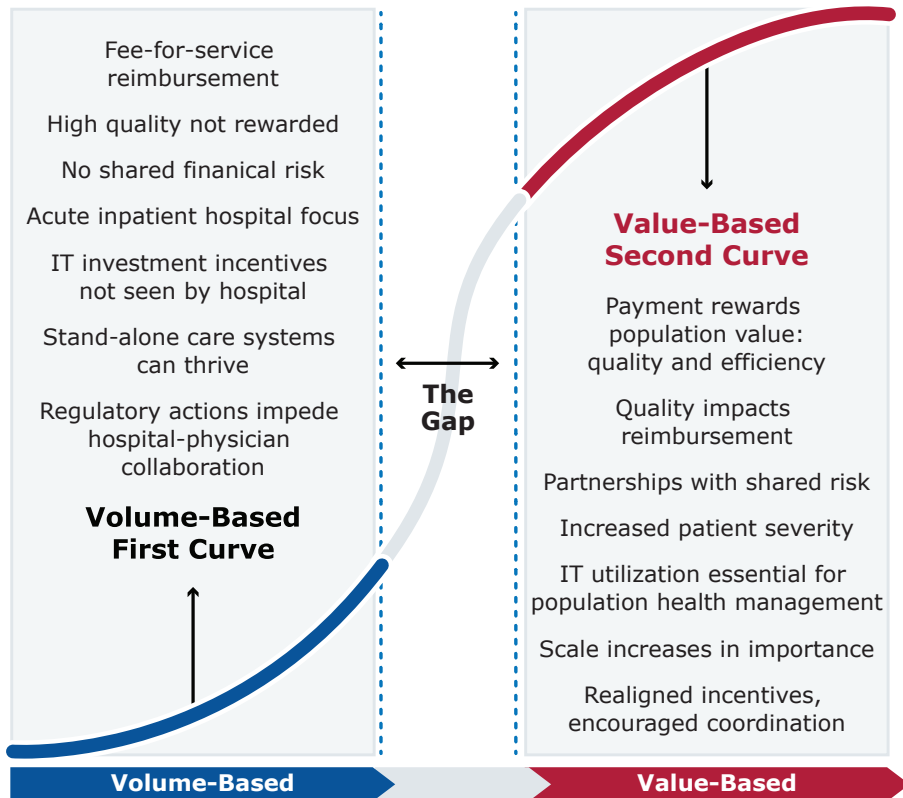 Fee-for-service
reimbursement
High quality not rewarded
No shared finanical risk
Acute inpatient hospital focus
IT investment incentives
not seen by hospital
Stand-alone care systems
can thrive
Regulatory actions impede
hospital-physician
collaboration
Volume-Based
First Curve
The
Gap
Value-Based
Second Curve
Payment rewards
population value:
quality and efficiency
Quality impacts
reimbursement
Partnerships with shared risk
Increased patient severity
IT utilization essential for
population health management
Scale increases in importance
Realigned incentives,
encouraged coordination
Volume-Based
Value-Based